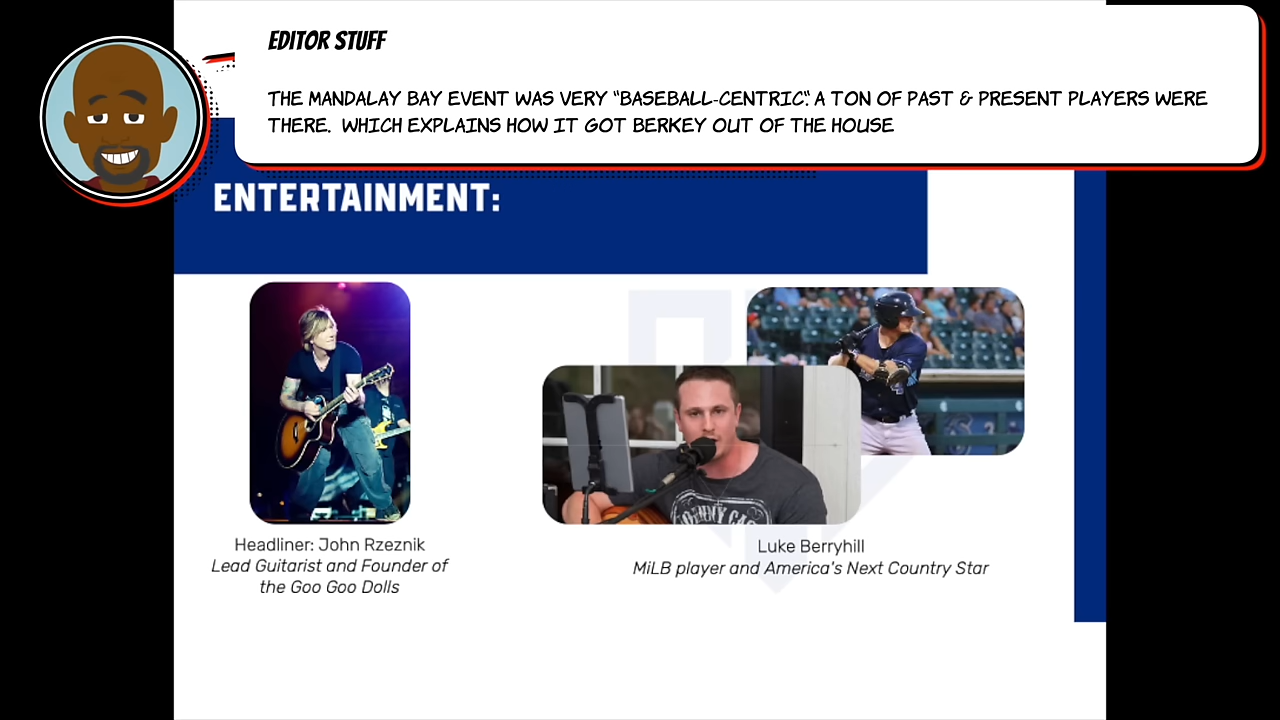 EDITOR STUFF
THE MANDALAY BAY EVENT WAS VERY "BASEBALL-CENTRIC". A TON OF PAST & PRESENT PLAYERS WERE
THERE. WHICH EXPLAINS HOW IT GOT BERKEY OUT OF THE HOUSE
ENTERTAINMENT:
JOHNNY CASH
Headliner: John Rzeznik
Lead Guitarist and Founder of
the Goo Goo Dolls
Luke Berryhill
MiLB player and America's Next Country Star